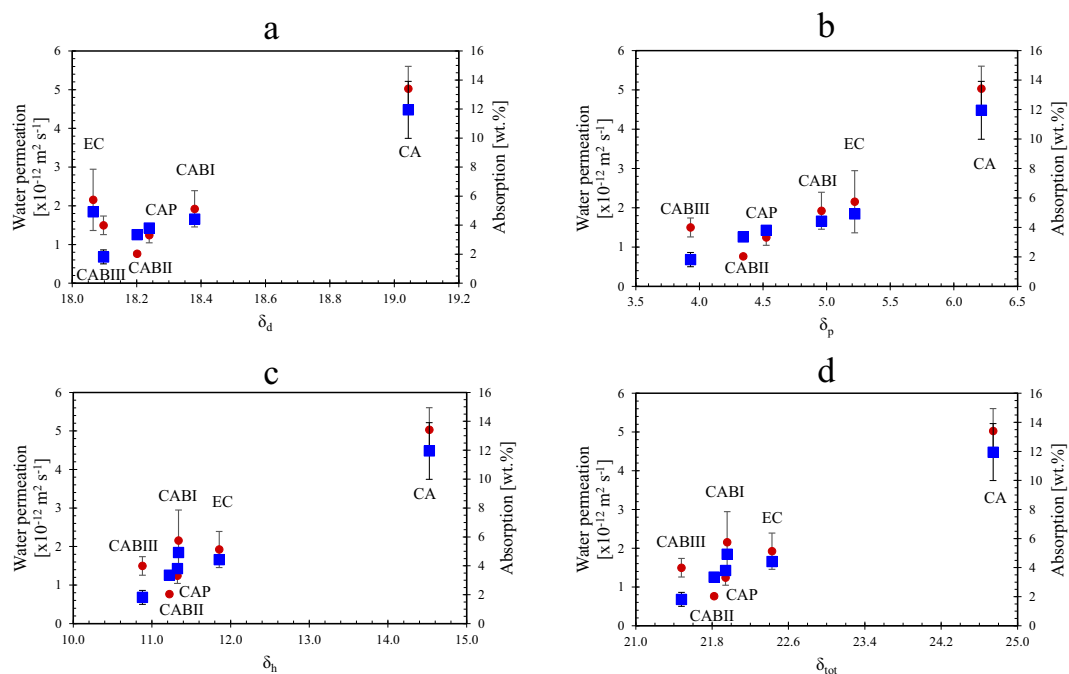 a
Water permeation
[x10⁻¹² m² s⁻¹]
6
5
4
3
2
1
0
16
14
12
10
8
6
4
2
0
Absorption [wt.%]
EC
CABIII
CABII
CAP
CABI
CA
18.0 18.2 18.4 18.6 18.8 19.0 19.2
δd
b
Water permeation
[x10⁻¹² m² s⁻¹]
6
5
4
3
2
1
0
16
14
12
10
8
6
4
2
0
Absorption [wt.%]
CABIII
CABII
CAP
CABI
EC
CA
3.5 4.0 4.5 5.0 5.5 6.0 6.5
δp
c
Water permeation
[x10⁻¹² m² s⁻¹]
6
5
4
3
2
1
0
16
14
12
10
8
6
4
2
0
Absorption [wt.%]
CABIII
CABII
CAP
CABI
EC
CA
10.0 11.0 12.0 13.0 14.0 15.0
δh
d
Water permeation
[x10⁻¹² m² s⁻¹]
6
5
4
3
2
1
0
16
14
12
10
8
6
4
2
0
Absorption [wt.%]
CABIII
CABII
CAP
CABI
EC
CA
21.0 21.8 22.6 23.4 24.2 25.0
δtot